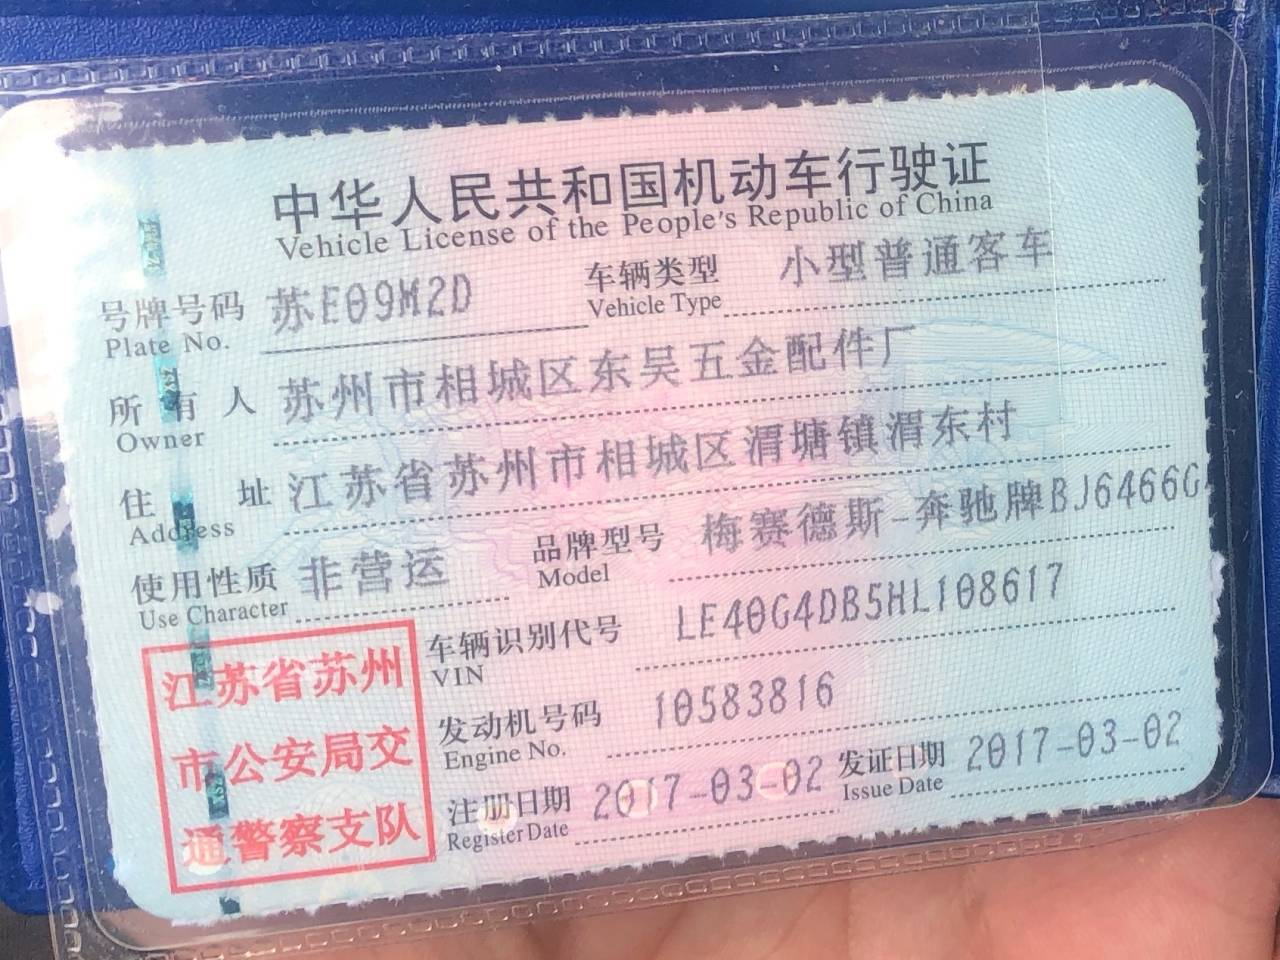 中华人民共和国机动车行驶证
Vehicle License of the People's Republic of China
号牌号码 苏E09M2D 车辆类型 小型普通客车
Plate No. Vehicle Type
所有人 苏州市相城区东吴五金配件厂
Owner
住址 江苏省苏州市相城区渭塘镇渭东村
Address
使用性质 非营运 品牌型号 梅赛德斯-奔驰牌BJ6466G
Use Character Model
车辆识别代号 LE40G4DB5HL108617
VIN
发动机号码 10583816
Engine No.
注册日期 2017-03-02 发证日期 2017-03-02
Register Date Issue Date
江苏省苏州
市公安局交
通警察支队